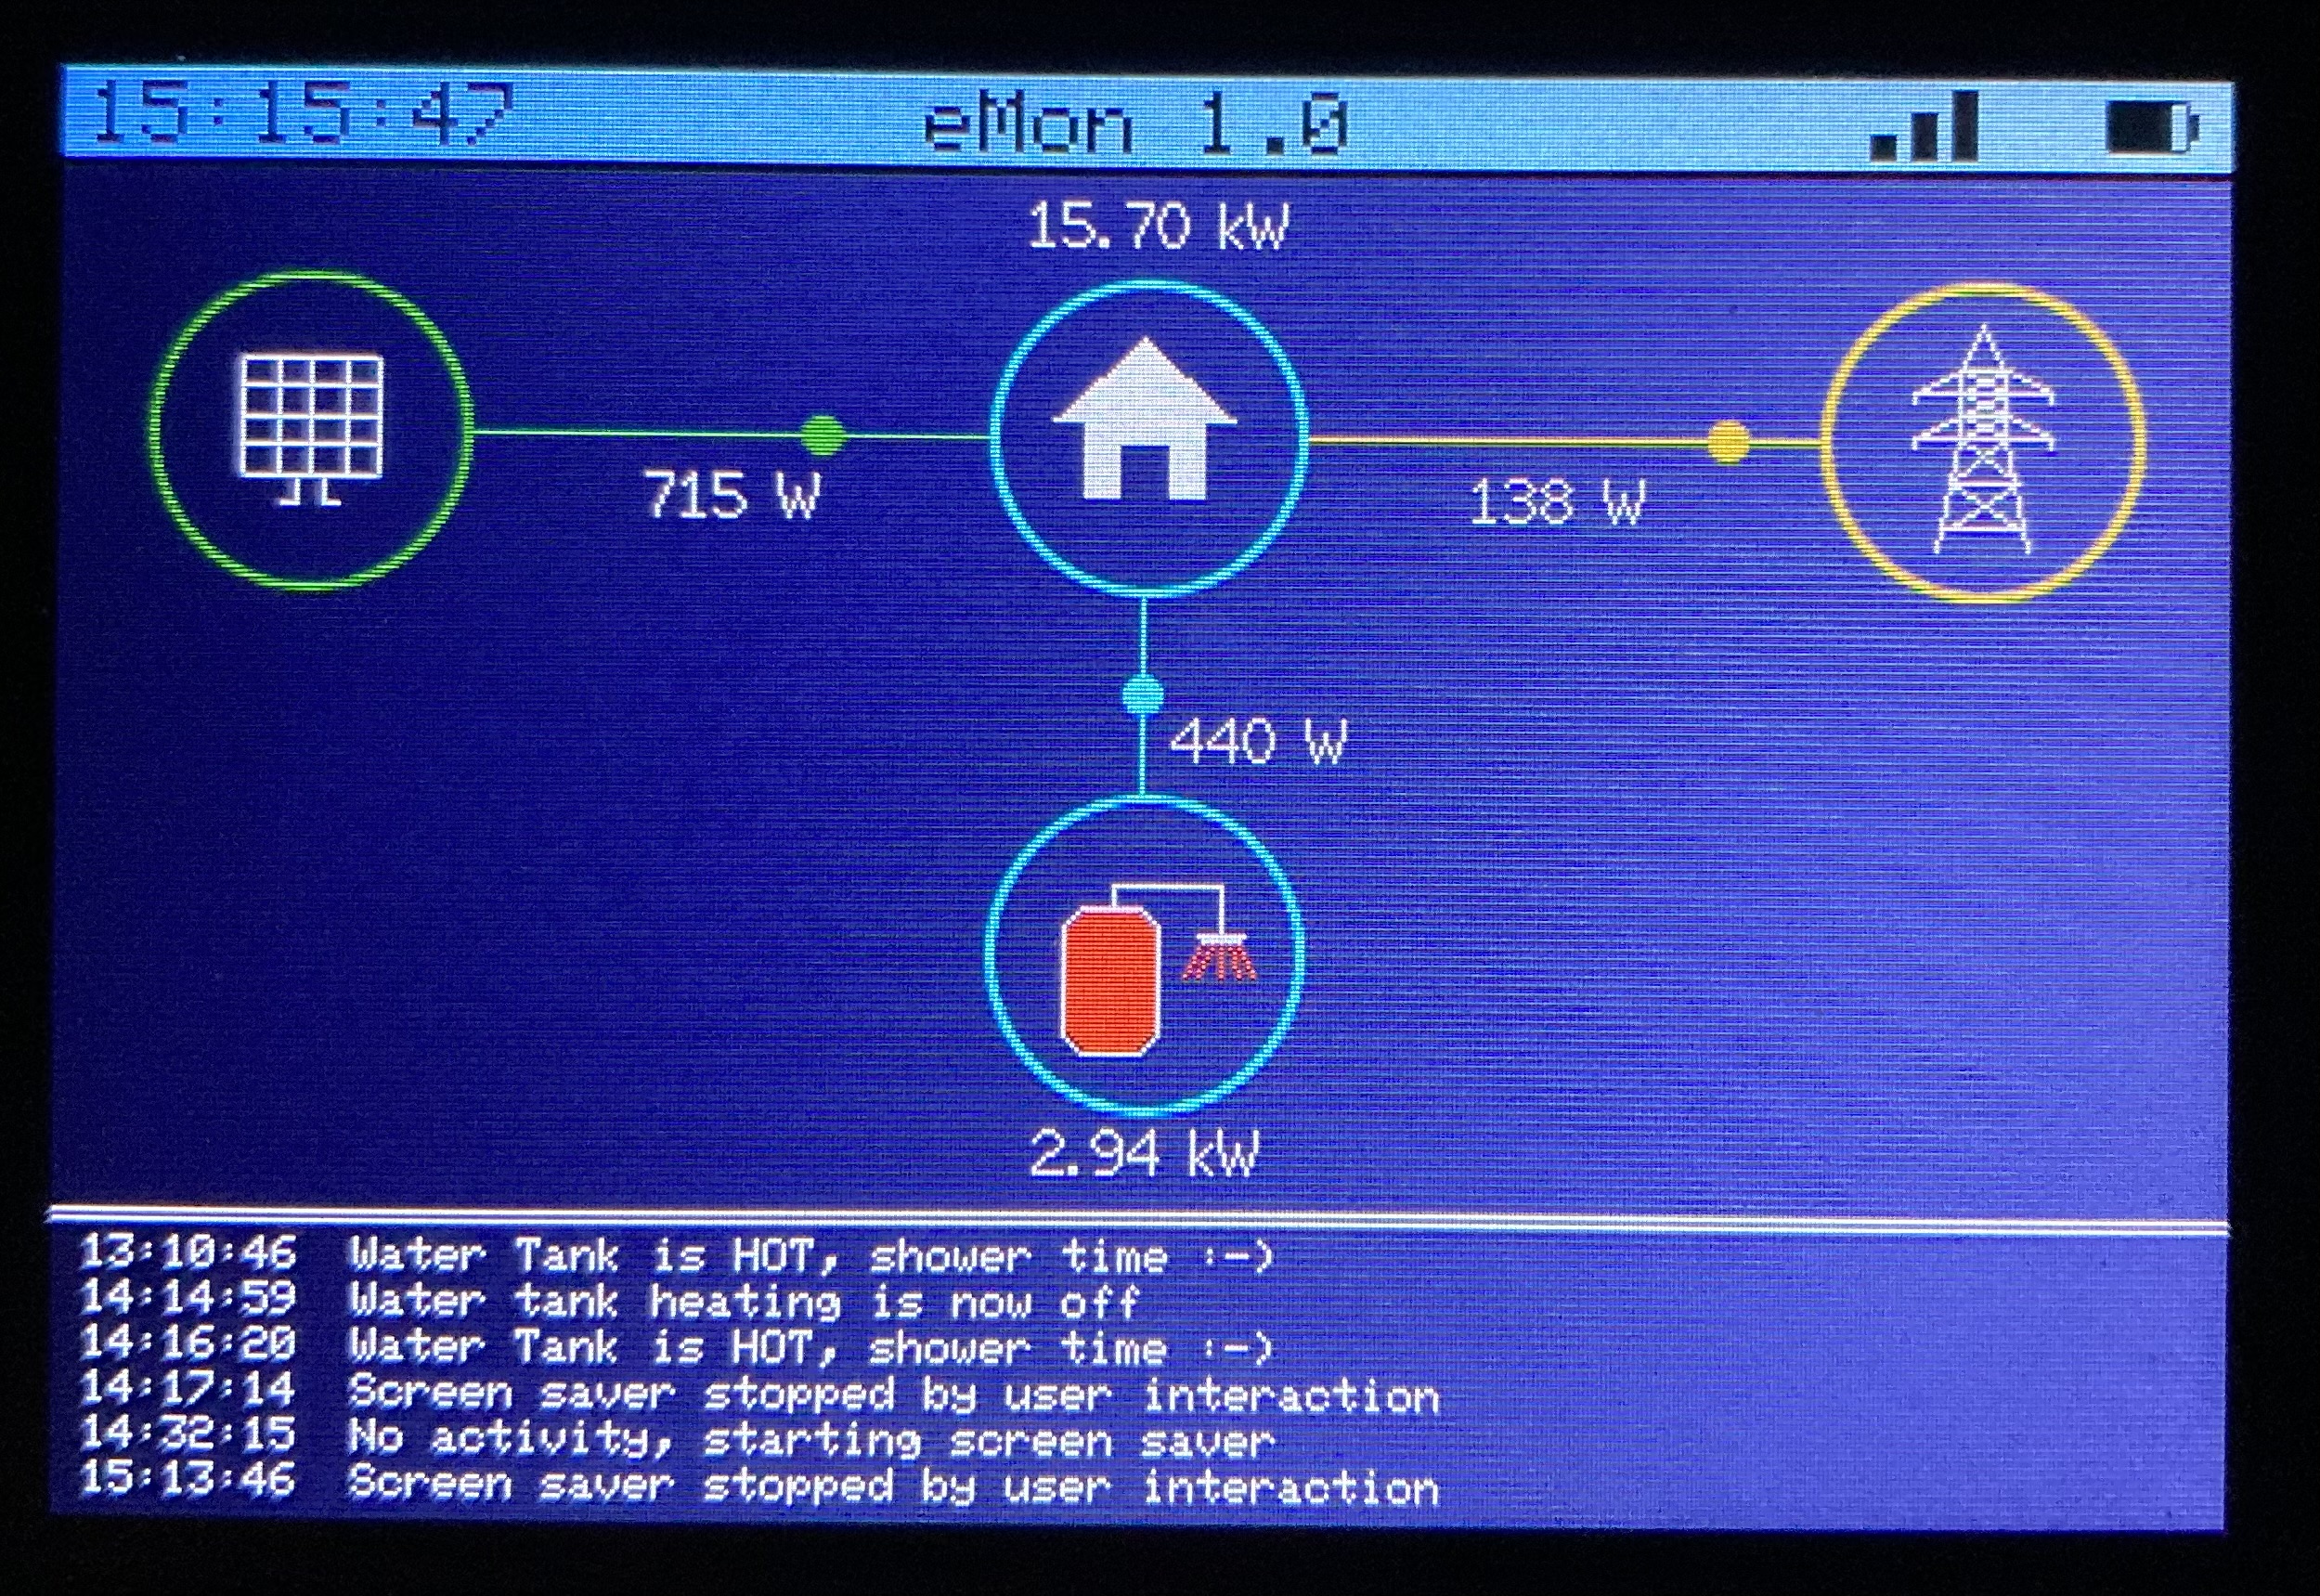 15:15:47 eMon 1.0
15.70 kW
715 W
138 W
440 W
2.94 kW
13:10:46 Water Tank is HOT, shower time :-)
14:14:59 Water tank heating is now off
14:16:20 Water Tank is HOT, shower time :-)
14:17:14 Screen saver stopped by user interaction
14:32:15 No activity, starting screen saver
15:13:46 Screen saver stopped by user interaction